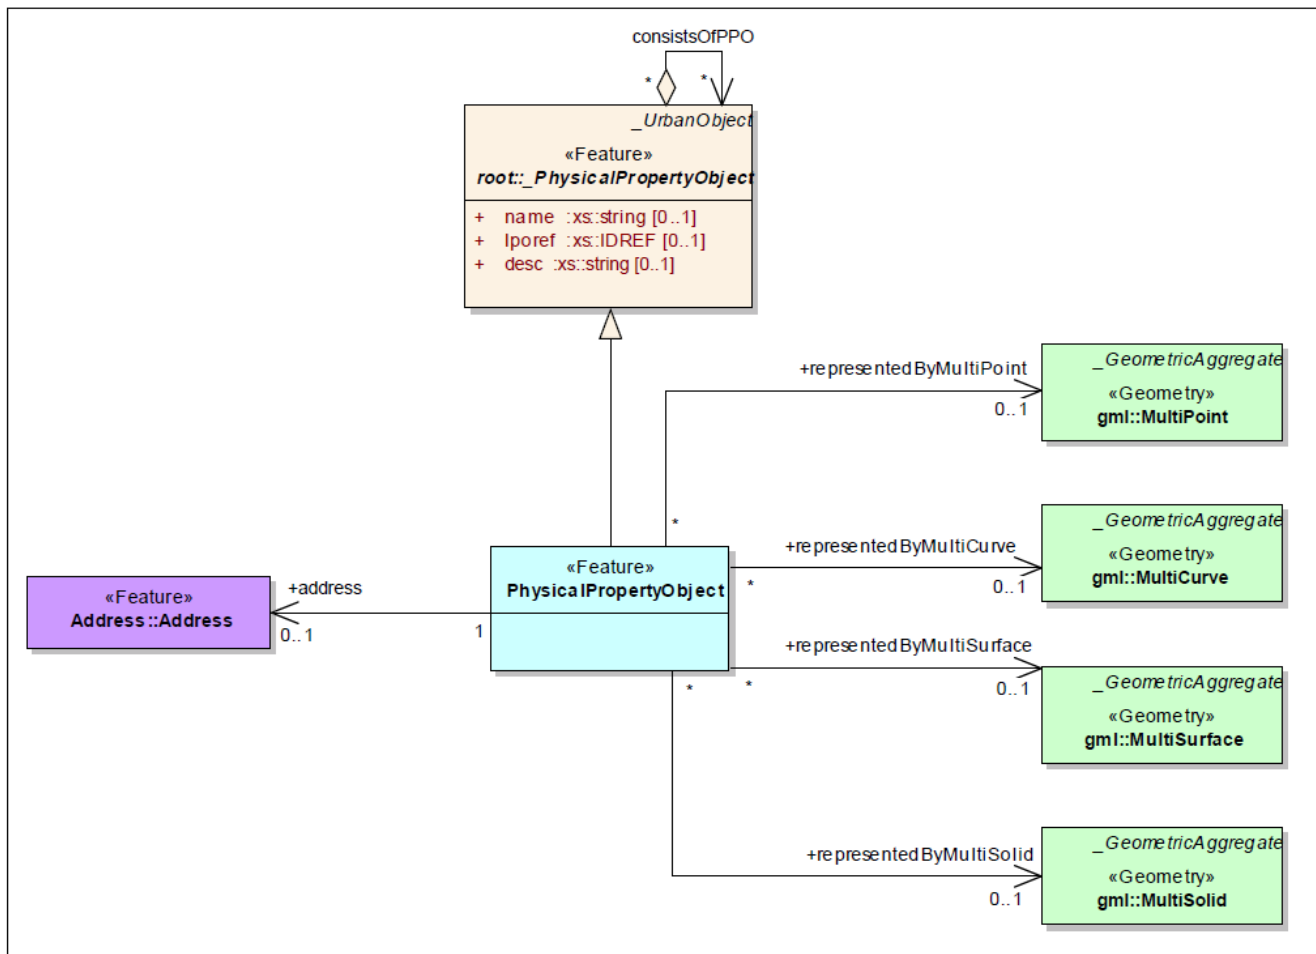 consistsOfPPO
* *
_UrbanObject
«Feature»
root::_PhysicalPropertyObject
+ name :xs::string [0..1]
+ lporef :xs::IDREF [0..1]
+ desc :xs::string [0..1]
+representedByMultiPoint
0..1
*
_GeometricAggregate
«Geometry»
gml::MultiPoint
+representedByMultiCurve
*
0..1
_GeometricAggregate
«Geometry»
gml::MultiCurve
«Feature»
PhysicalPropertyObject
+address
0..1
1
«Feature»
Address::Address
+representedByMultiSurface
*
0..1
_GeometricAggregate
«Geometry»
gml::MultiSurface
*
+representedByMultiSolid
0..1
_GeometricAggregate
«Geometry»
gml::MultiSolid